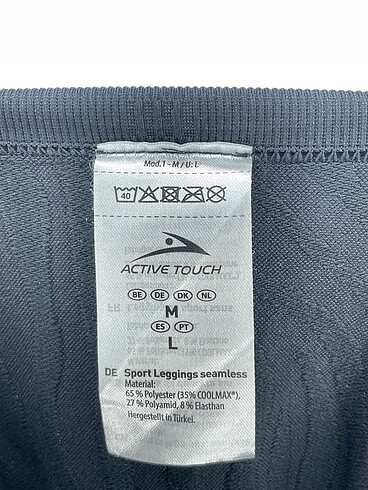 Mod.1 - M / U: L
40
ACTIVE TOUCH
BE DE DK NL
M
ES PT
L
DE Sport Leggings seamless
Material:
65 % Polyester (35% COOLMAX®),
27 % Polyamid, 8 % Elasthan
Hergestellt in Türkei.